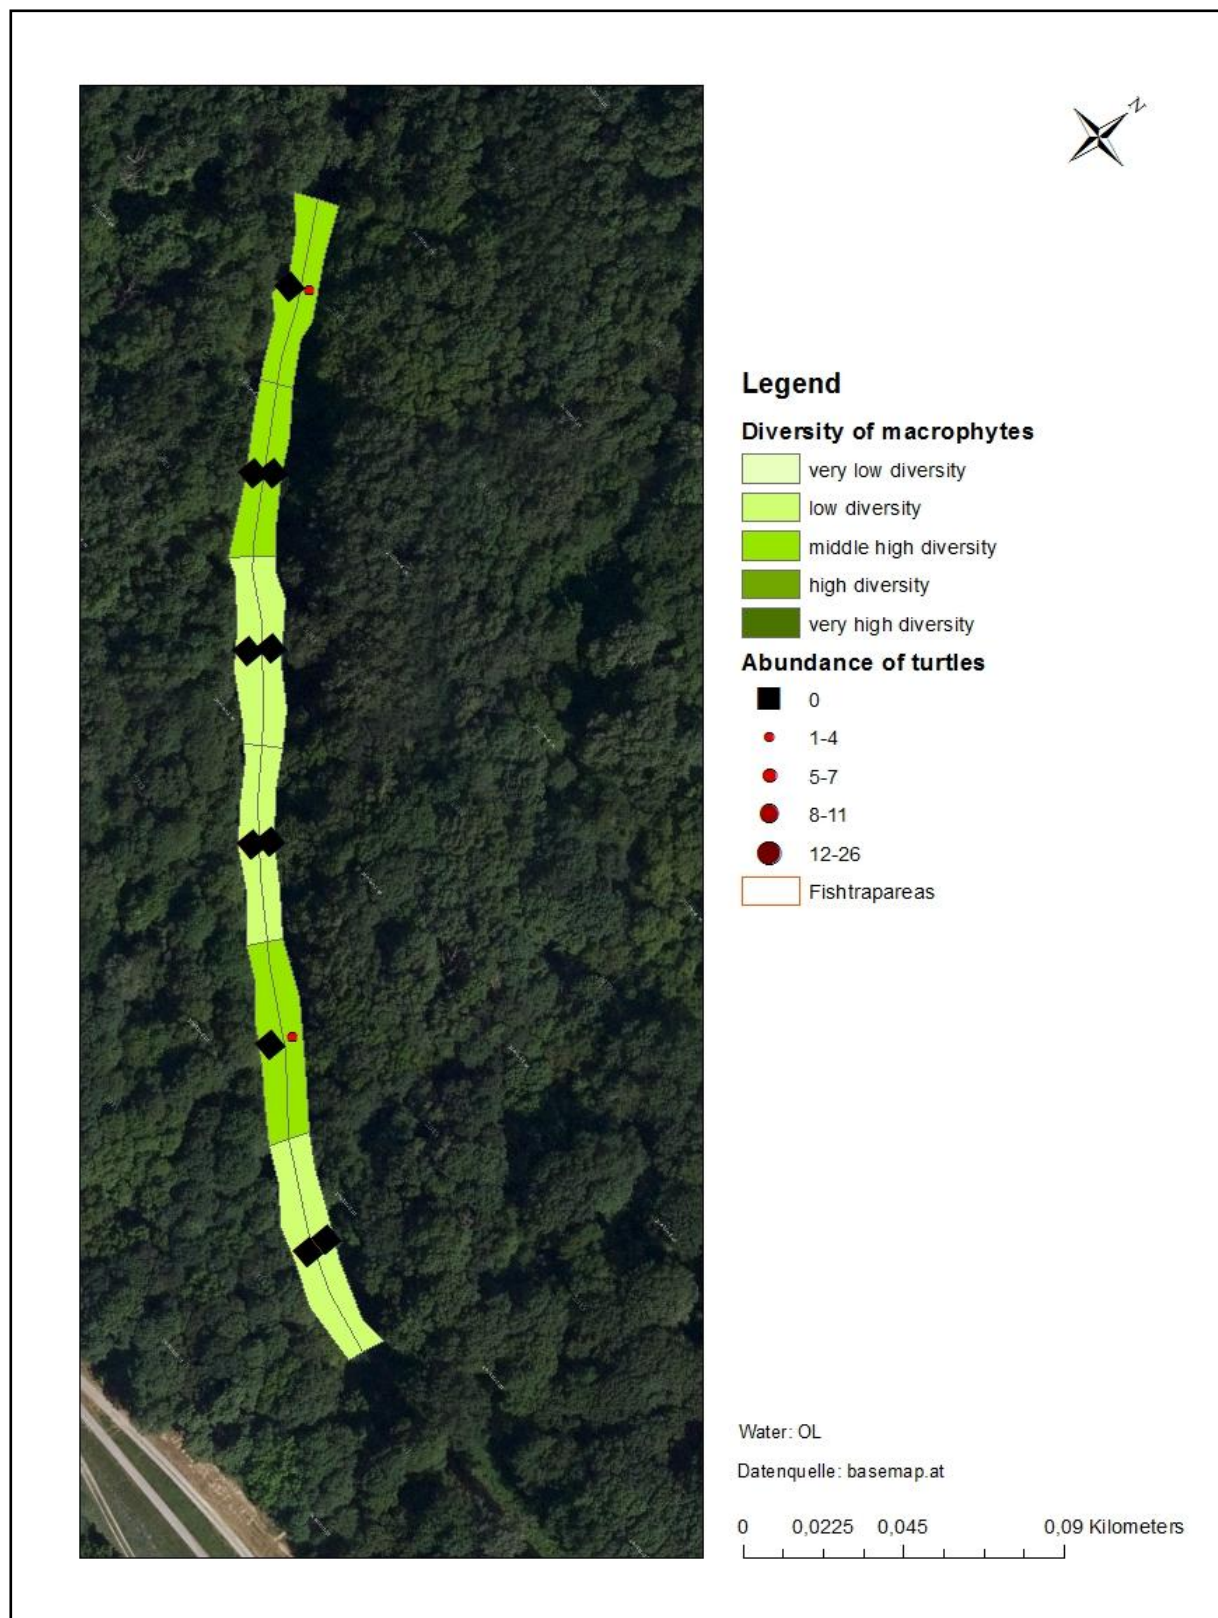 N
Legend
Diversity of macrophytes
very low diversity
low diversity
middle high diversity
high diversity
very high diversity
Abundance of turtles
0
1-4
5-7
8-11
12-26
Fishtrapareas
Water: OL
Datenquelle: basemap.at
0 0,0225 0,045 0,09 Kilometers